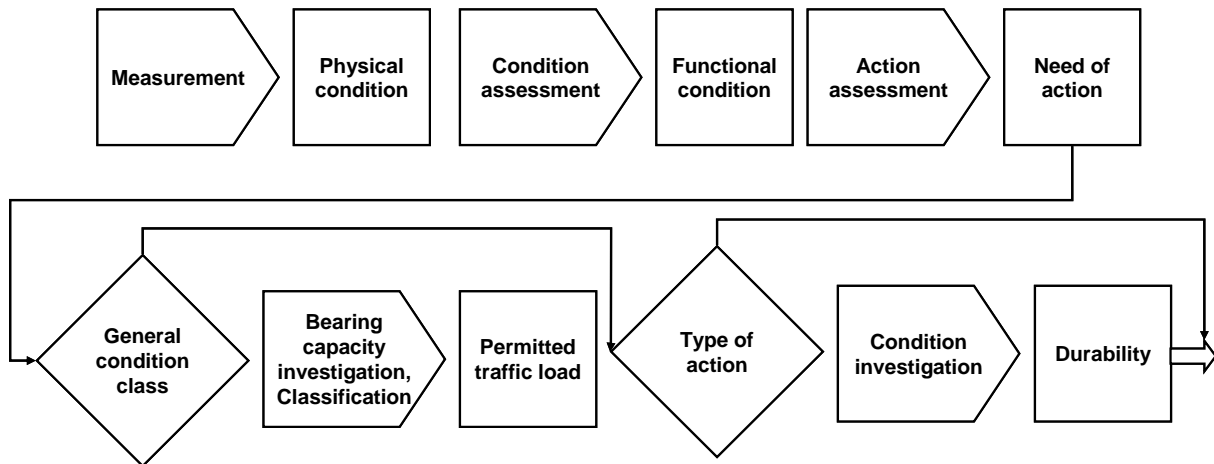 Measurement
Physical
condition
Condition
assessment
Functional
condition
Action
assessment
Need of
action
General
condition
class
Bearing
capacity
investigation,
Classification
Permitted
traffic load
Type of
action
Condition
investigation
Durability